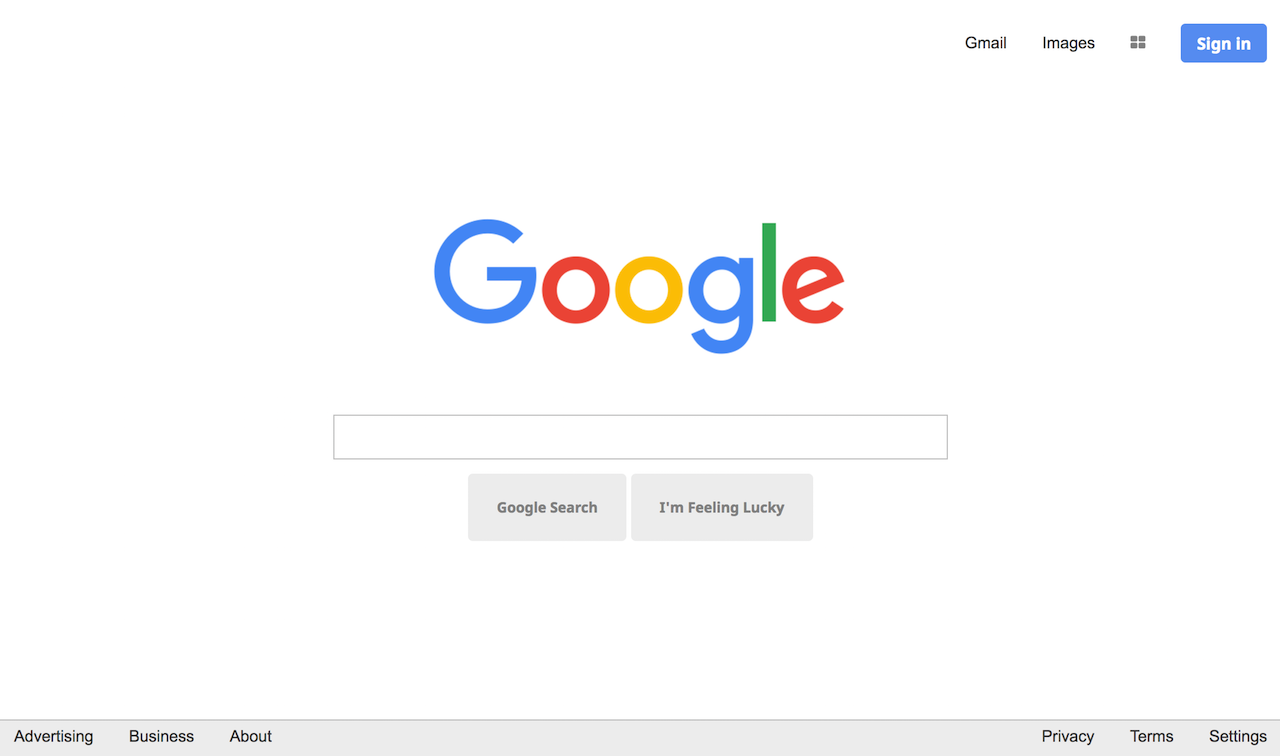 Gmail Images Sign in
Google
Google Search I'm Feeling Lucky
Advertising Business About Privacy Terms Settings